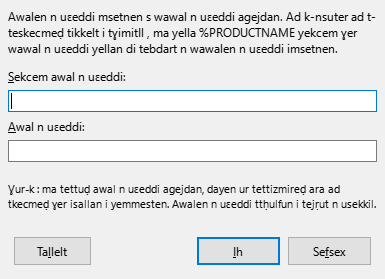 Awalen n uɛeddi msetnen s wawal n uɛeddi agejdan. Ad k-nsuter ad t-
teskecmeḍ tikkelt i tɣimitll , ma yella %PRODUCTNAME yekcem ɣer
wawal n uɛeddi yellan di tebdart n wawalen n uɛeddi imsetnen.
Sekcem awal n uɛeddi:
Awal n uɛeddi:
Ɣur-k : ma tettuḍ awal n uɛeddi agejdan, dayen ur tettizmireḍ ara ad
tkecmeḍ ɣer isallan i yemmesten. Awalen n uɛeddi tṭḥulfun i tejṛut n usekkil.
Tallelt
Ih
Sefsex